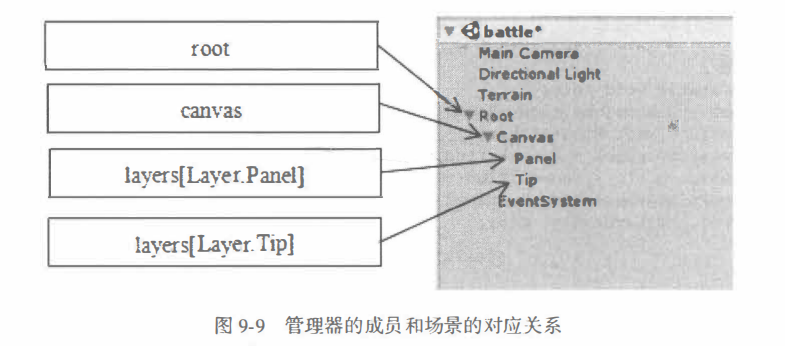 root
canvas
layers[Layer.Panel]
layers[Layer.Tip]
battle*
Main Camera
Directional Light
Terrain
Root
Canvas
Panel
Tip
EventSystem
图 9-9 管理器的成员和场景的对应关系